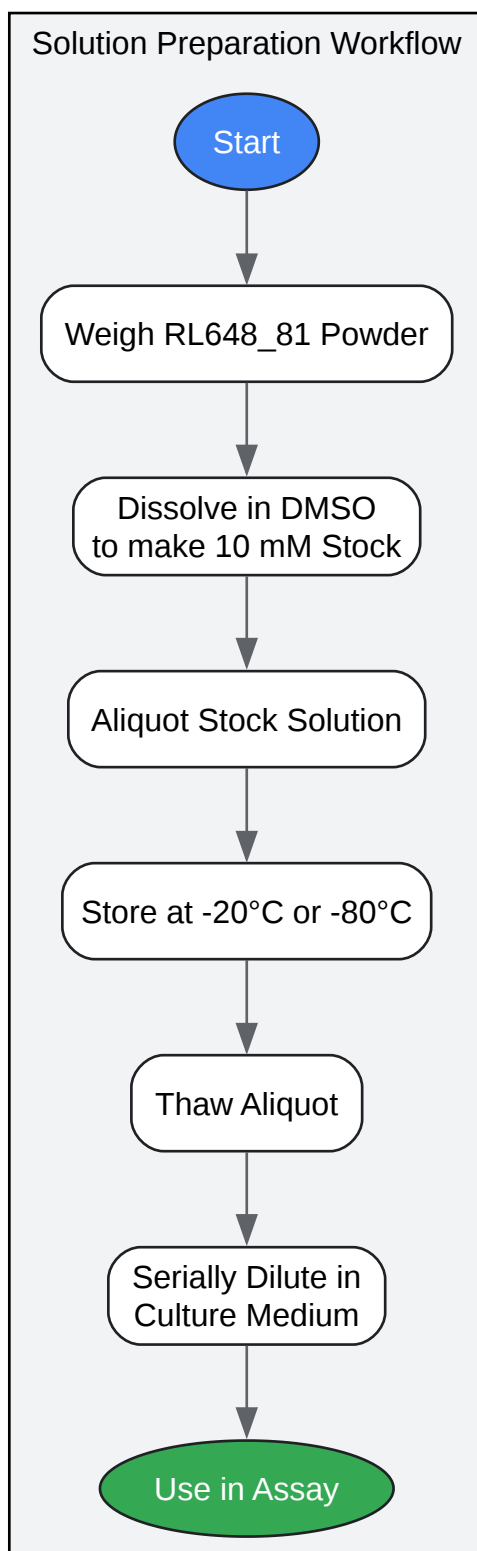 Solution Preparation Workflow
Start
Weigh RL648_81 Powder
Dissolve in DMSO
to make 10 mM Stock
Aliquot Stock Solution
Store at -20°C or -80°C
Thaw Aliquot
Serially Dilute in
Culture Medium
Use in Assay